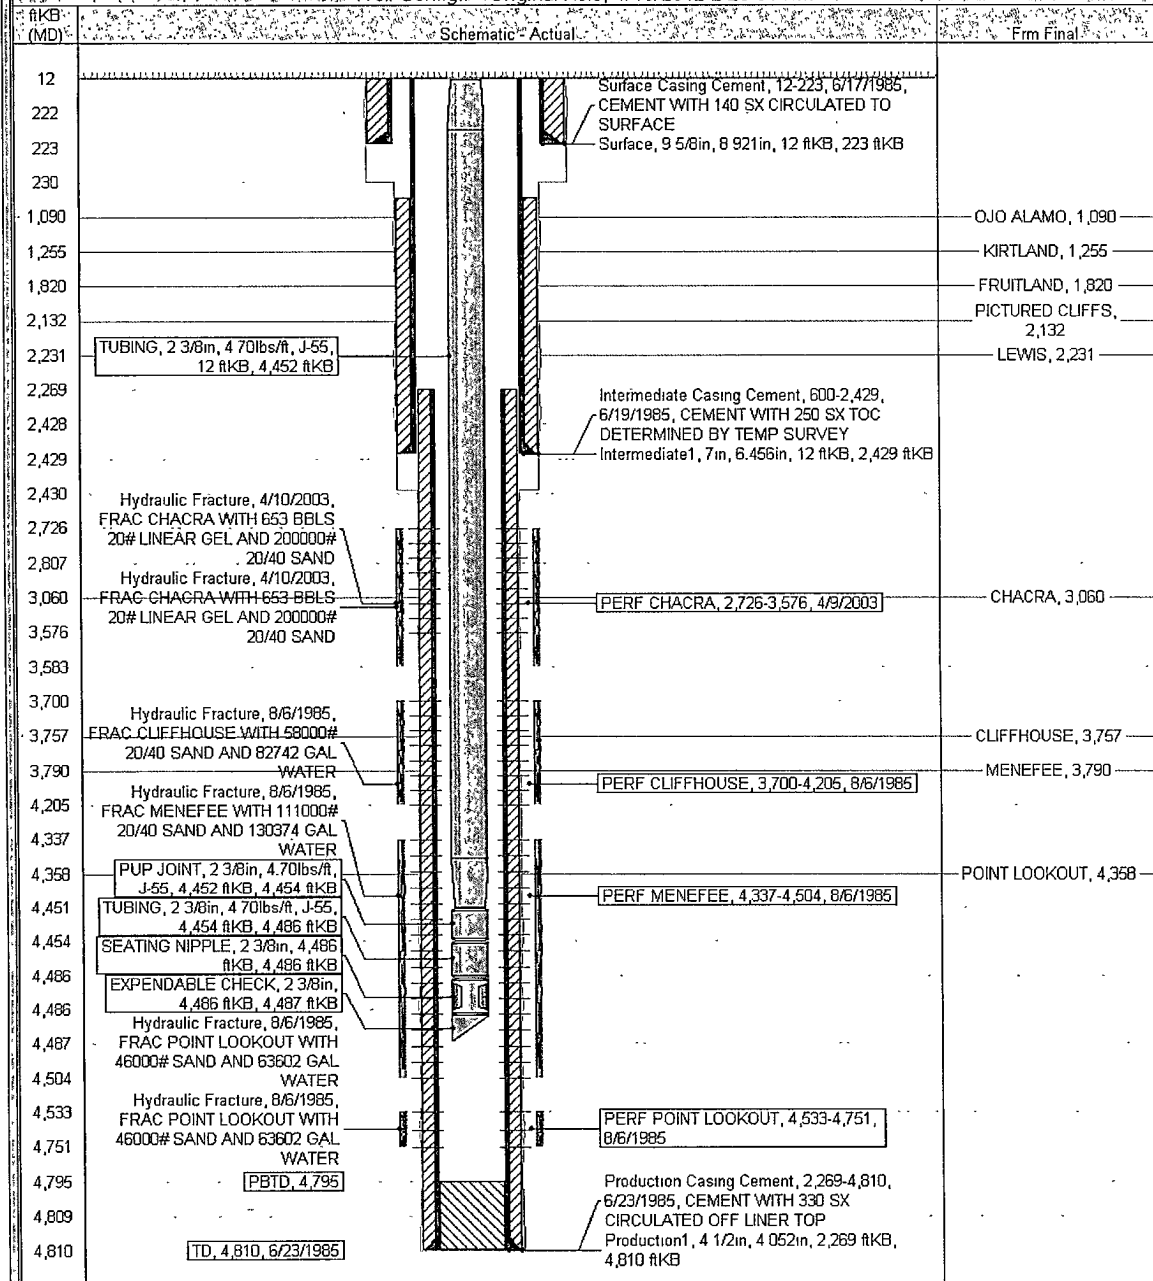 ftKB
(MD)
Schematic - Actual
Frm Final
12
222
223
230
1,090
1,255
1,820
2,132
2,231
2,269
2,428
2,429
2,430
2,726
2,807
3,060
3,576
3,583
3,700
3,757
3,790
4,205
4,337
4,358
4,451
4,454
4,486
4,486
4,487
4,504
4,533
4,751
4,795
4,809
4,810
TUBING, 2 3/8in, 4 70lbs/ft, J-55,
12 ftKB, 4,452 ftKB
Hydraulic Fracture, 4/10/2003,
FRAC CHACRA WITH 653 BBLS
20# LINEAR GEL AND 200000#
20/40 SAND
Hydraulic Fracture, 4/10/2003,
FRAC CHACRA WITH 653 BBLS
20# LINEAR GEL AND 200000#
20/40 SAND
Hydraulic Fracture, 8/6/1985,
FRAC CLIFFHOUSE WITH 58000#
20/40 SAND AND 82742 GAL
WATER
Hydraulic Fracture, 8/6/1985,
FRAC MENEFEE WITH 111000#
20/40 SAND AND 130374 GAL
WATER
PUP JOINT, 2 3/8in, 4.70lbs/ft,
J-55, 4,452 ftKB, 4,454 ftKB
TUBING, 2 3/8in, 4 70lbs/ft, J-55,
4,454 ftKB, 4,486 ftKB
SEATING NIPPLE, 2 3/8in, 4,486
ftKB, 4,486 ftKB
EXPENDABLE CHECK, 2 3/8in,
4,486 ftKB, 4,487 ftKB
Hydraulic Fracture, 8/6/1985,
FRAC POINT LOOKOUT WITH
46000# SAND AND 63602 GAL
WATER
Hydraulic Fracture, 8/6/1985,
FRAC POINT LOOKOUT WITH
46000# SAND AND 63602 GAL
WATER
PBTD, 4,795
TD, 4,810, 6/23/1985
Surface Casing Cement, 12-223, 6/17/1985,
CEMENT WITH 140 SX CIRCULATED TO
SURFACE
Surface, 9 5/8in, 8 921in, 12 ftKB, 223 ftKB
Intermediate Casing Cement, 600-2,429,
6/19/1985, CEMENT WITH 250 SX TOC
DETERMINED BY TEMP SURVEY
Intermediate1, 7in, 6.456in, 12 ftKB, 2,429 ftKB
PERF CHACRA, 2,726-3,576, 4/9/2003
PERF CLIFFHOUSE, 3,700-4,205, 8/6/1985
PERF MENEFEE, 4,337-4,504, 8/6/1985
PERF POINT LOOKOUT, 4,533-4,751,
8/6/1985
Production Casing Cement, 2,269-4,810,
6/23/1985, CEMENT WITH 330 SX
CIRCULATED OFF LINER TOP
Production1, 4 1/2in, 4 052in, 2,269 ftKB,
4,810 ftKB
OJO ALAMO, 1,090
KIRTLAND, 1,255
FRUITLAND, 1,820
PICTURED CLIFFS,
2,132
LEWIS, 2,231
CHACRA, 3,060
CLIFFHOUSE, 3,757
MENEFEE, 3,790
POINT LOOKOUT, 4,358